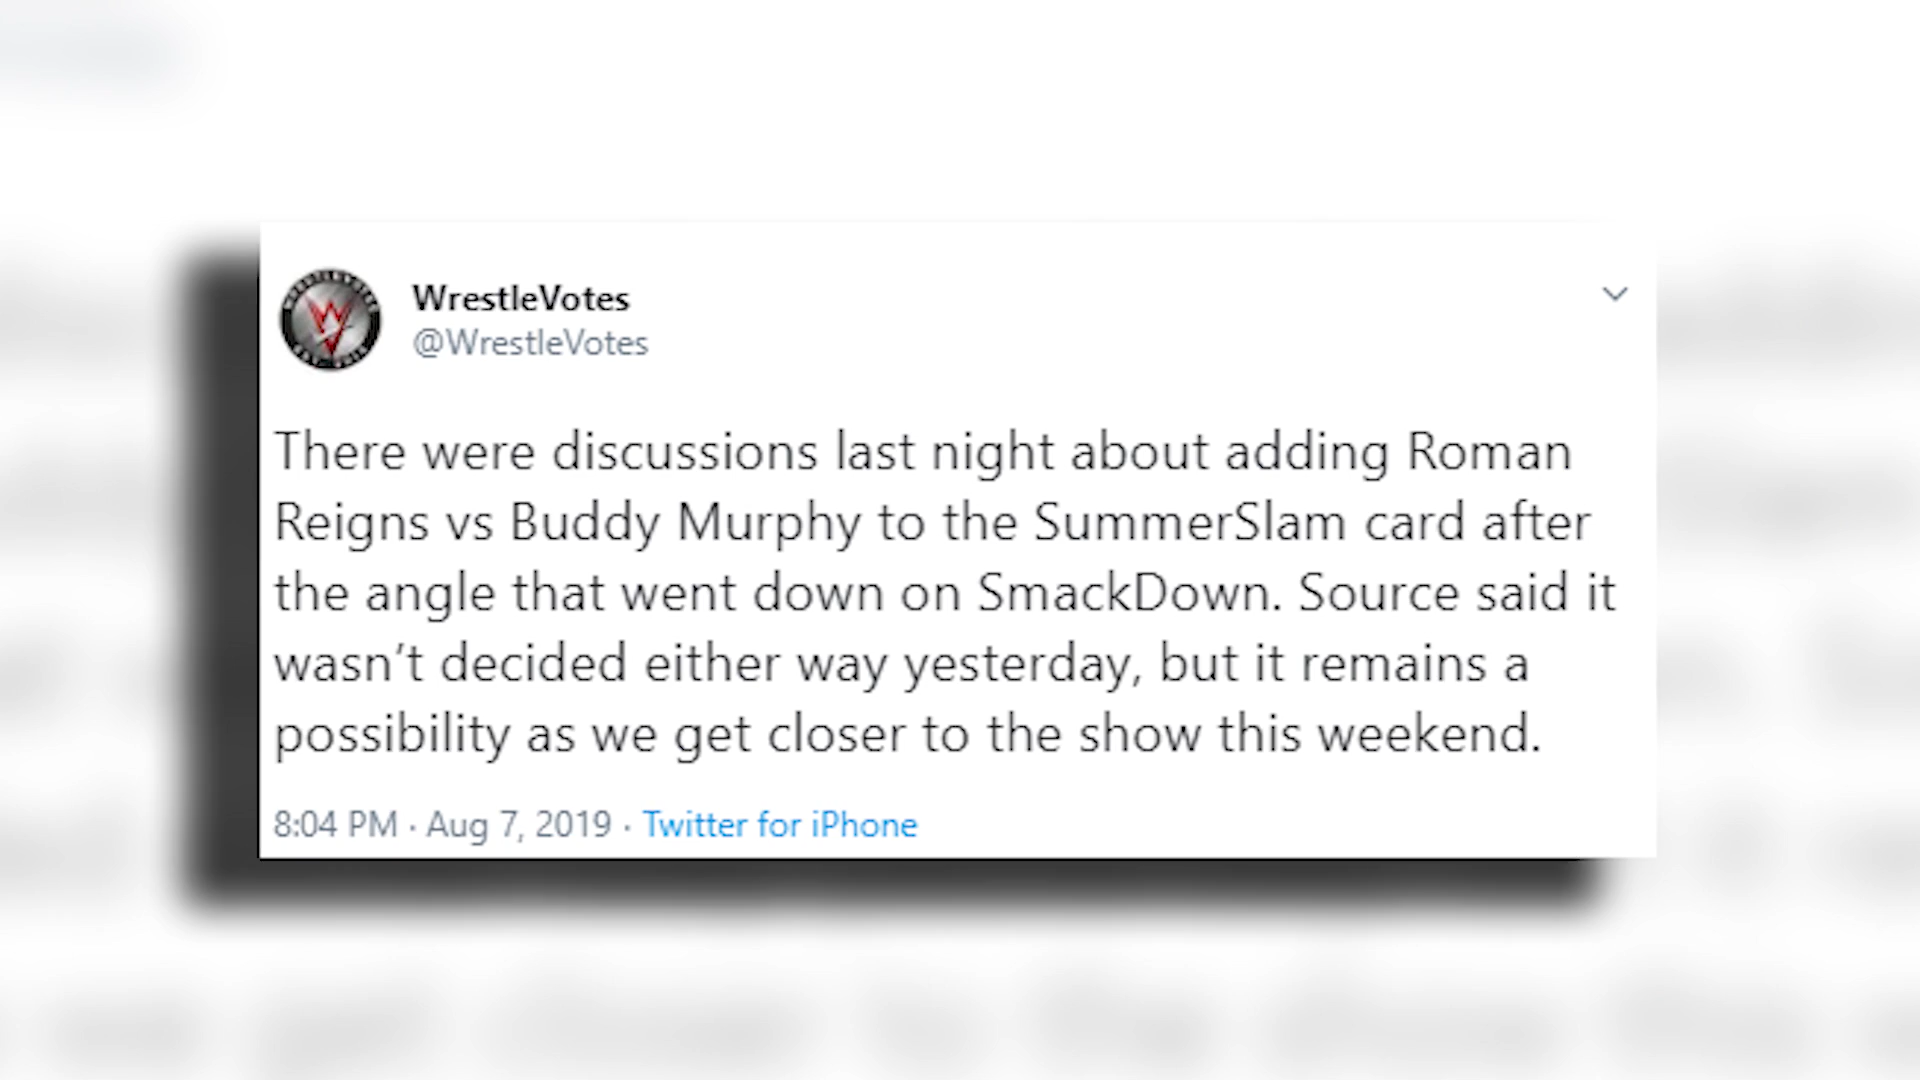 WrestleVotes
@WrestleVotes
There were discussions last night about adding Roman
Reigns vs Buddy Murphy to the SummerSlam card after
the angle that went down on SmackDown. Source said it
wasn’t decided either way yesterday, but it remains a
possibility as we get closer to the show this weekend.
8:04 PM · Aug 7, 2019 · Twitter for iPhone